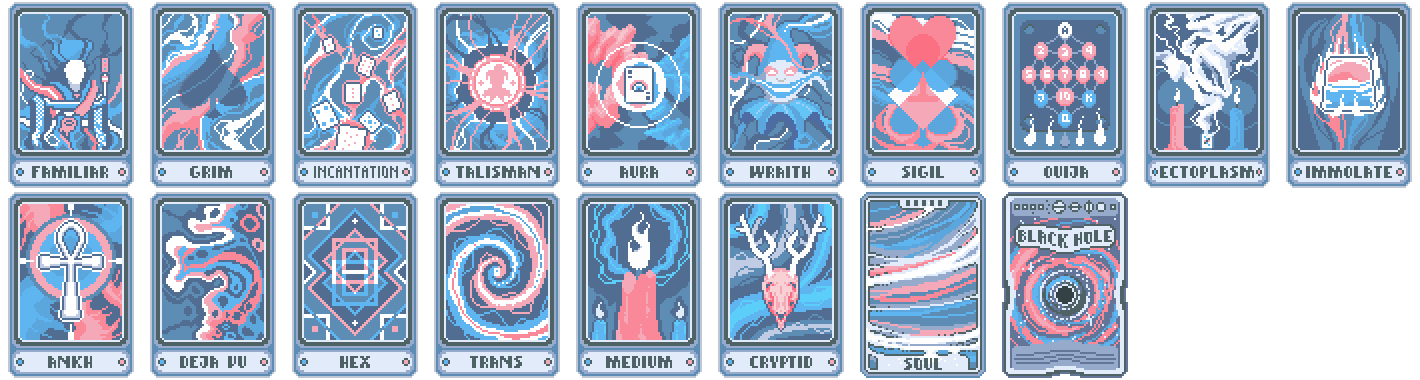 FAMILIAR
GRIM
INCANTATION
TALISMAN
AURA
WRAITH
SIGIL
OUIJA
ECTOPLASM
IMMOLATE
ANKH
DEJA VU
HEX
TRANS
MEDIUM
CRYPTID
SOUL
BLACK HOLE